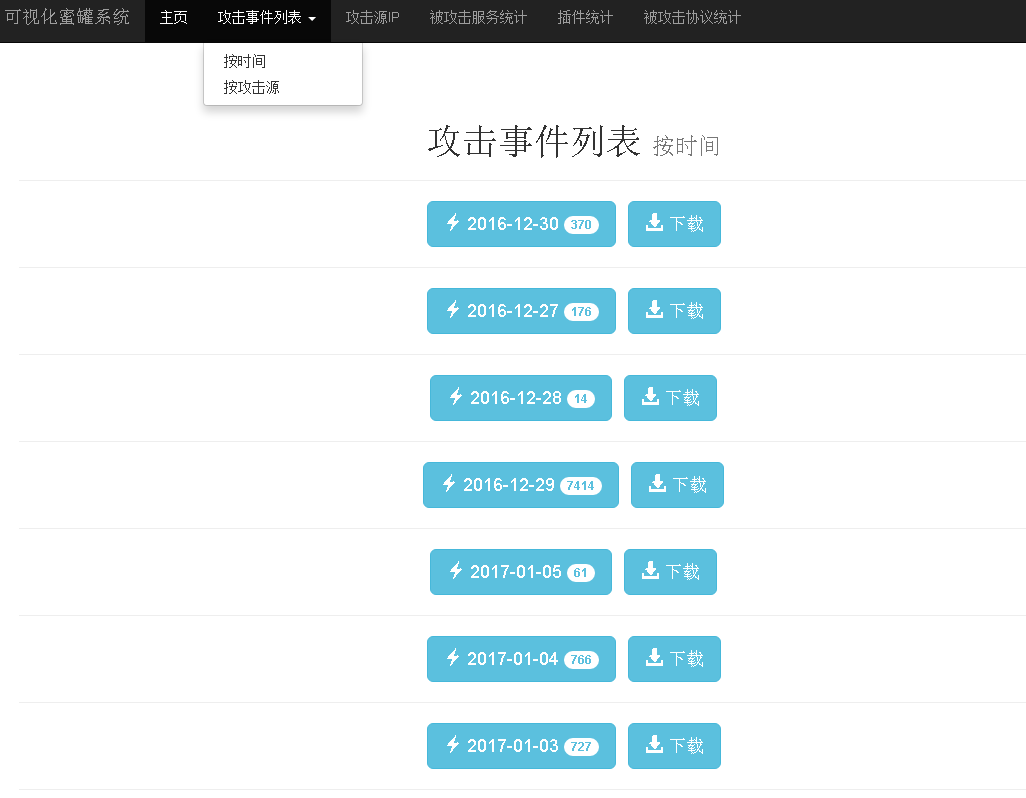 可视化蜜罐系统 主页 攻击事件列表 攻击源IP 被攻击服务统计 插件统计 被攻击协议统计
按时间
按攻击源
攻击事件列表 按时间
2016-12-30 370 下载
2016-12-27 176 下载
2016-12-28 14 下载
2016-12-29 7414 下载
2017-01-05 61 下载
2017-01-04 766 下载
2017-01-03 727 下载